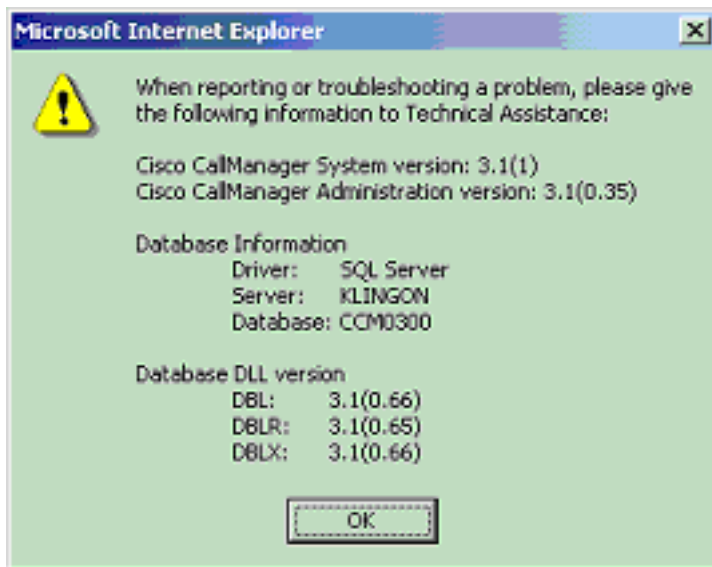 Microsoft Internet Explorer
When reporting or troubleshooting a problem, please give
the following information to Technical Assistance:
Cisco CallManager System version: 3.1(1)
Cisco CallManager Administration version: 3.1(0.35)
Database Information
Driver: SQL Server
Server: KLINGON
Database: CCM0300
Database DLL version
DBL: 3.1(0.66)
DBLR: 3.1(0.65)
DBLX: 3.1(0.66)
OK